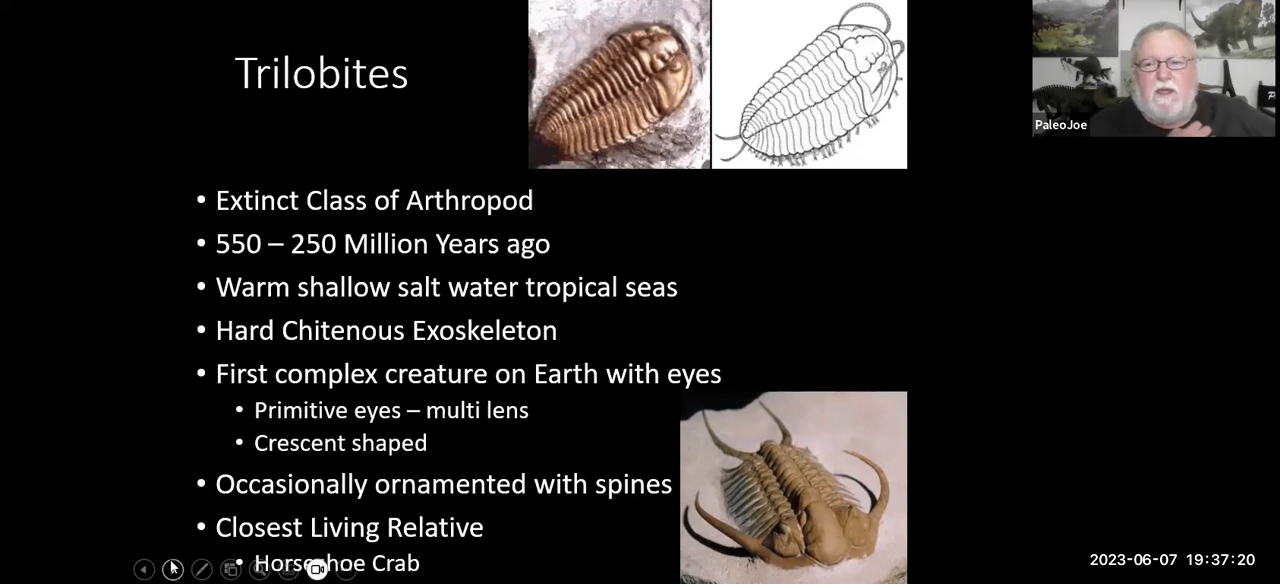 Trilobites
PaleoJoe
• Extinct Class of Arthropod
• 550 – 250 Million Years ago
• Warm shallow salt water tropical seas
• Hard Chitenous Exoskeleton
• First complex creature on Earth with eyes
• Primitive eyes – multi lens
• Crescent shaped
• Occasionally ornamented with spines
• Closest Living Relative
• Horseshoe Crab
2023-06-07 19:37:20